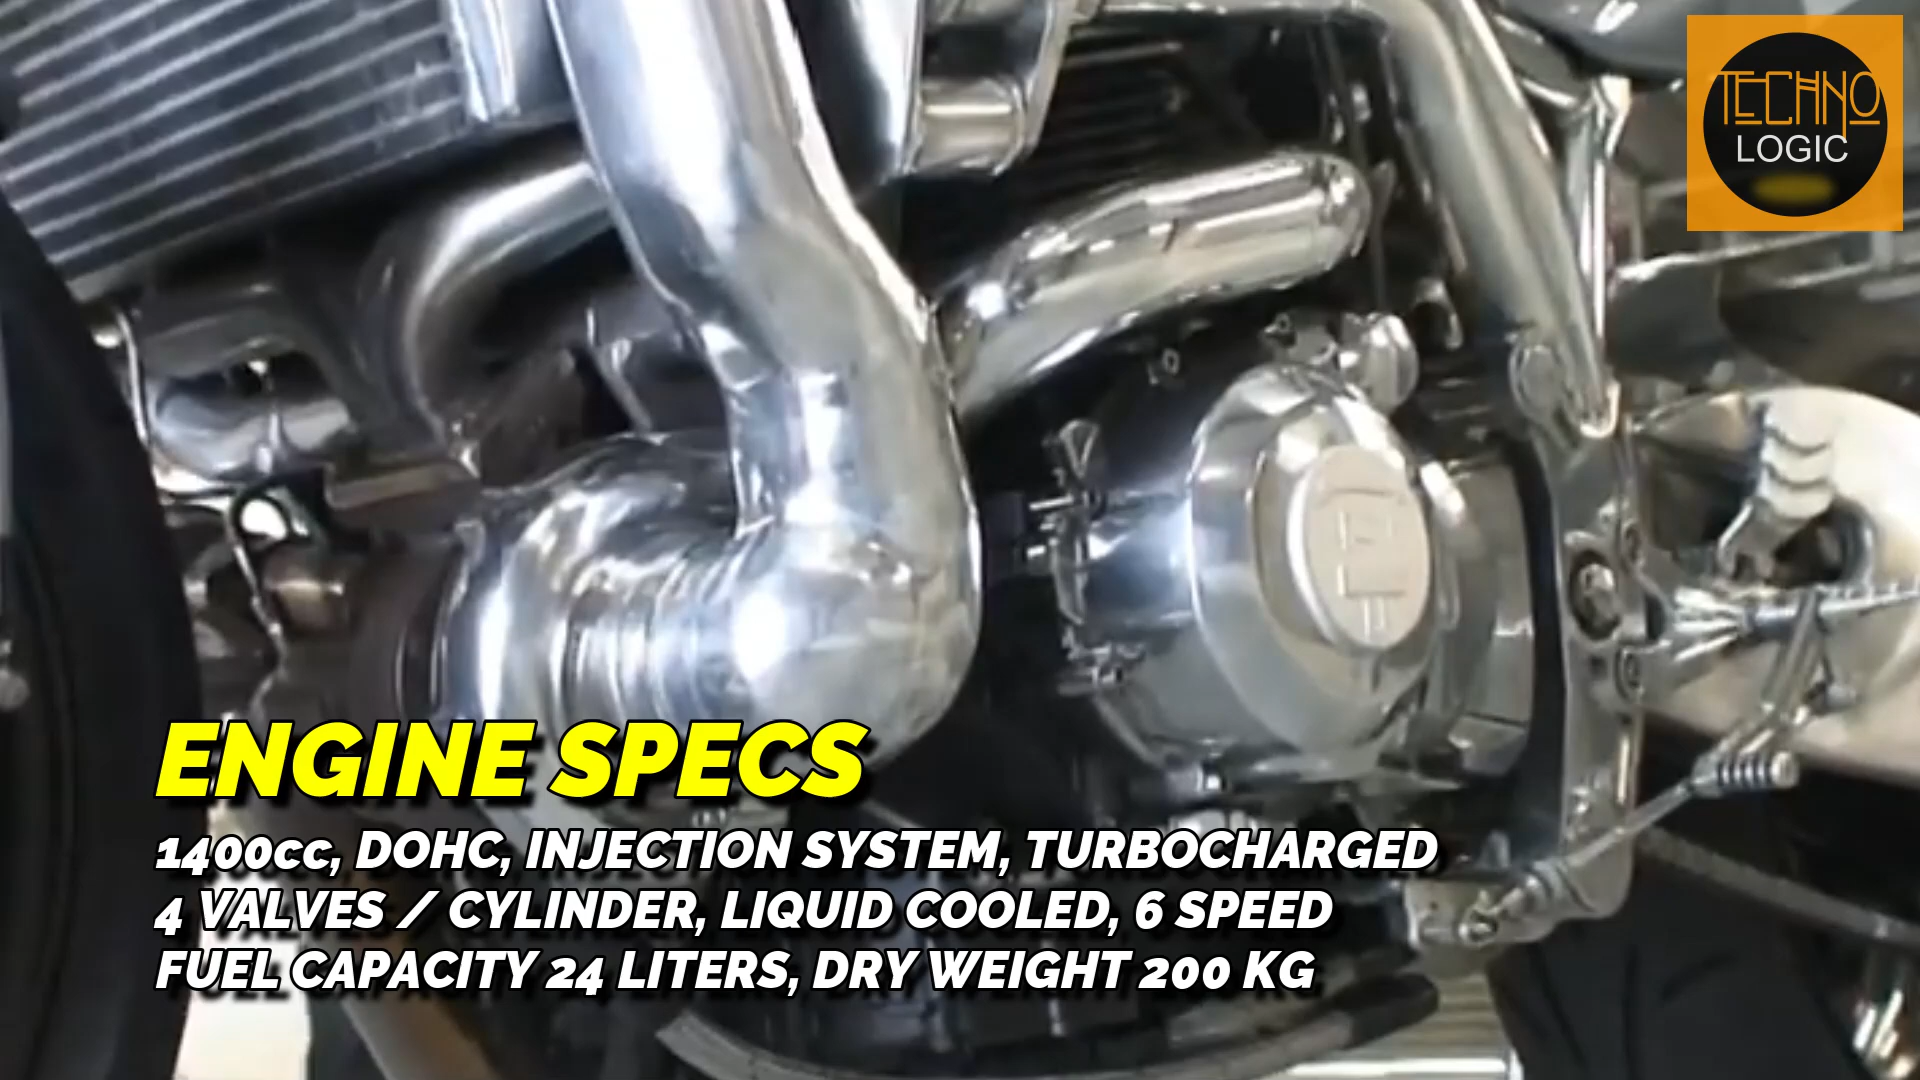 TECHNO
LOGIC
ENGINE SPECS
1400cc, DOHC, INJECTION SYSTEM, TURBOCHARGED
4 VALVES / CYLINDER, LIQUID COOLED, 6 SPEED
FUEL CAPACITY 24 LITERS, DRY WEIGHT 200 KG